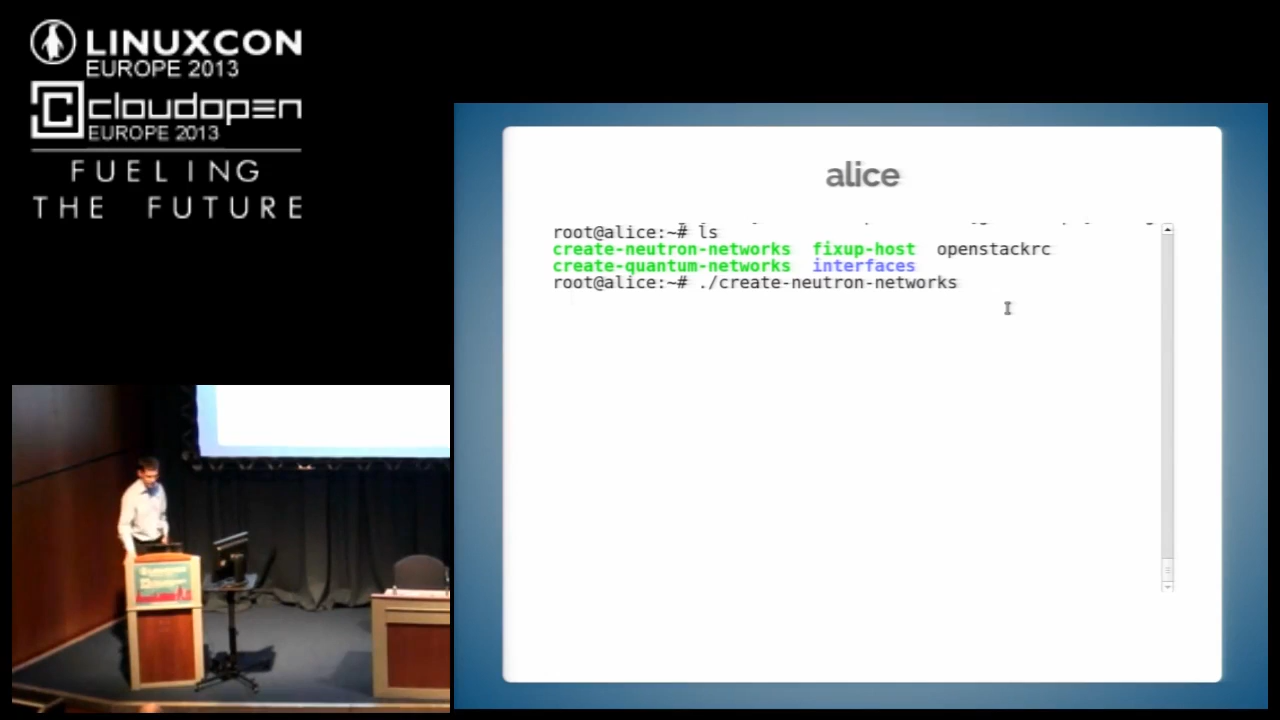 LINUXCON
EUROPE 2013
cloudopen
EUROPE 2013
FUELING
THE FUTURE
alice
root@alice:~# ls
create-neutron-networks fixup-host openstackrc
create-quantum-networks interfaces
root@alice:~# ./create-neutron-networks